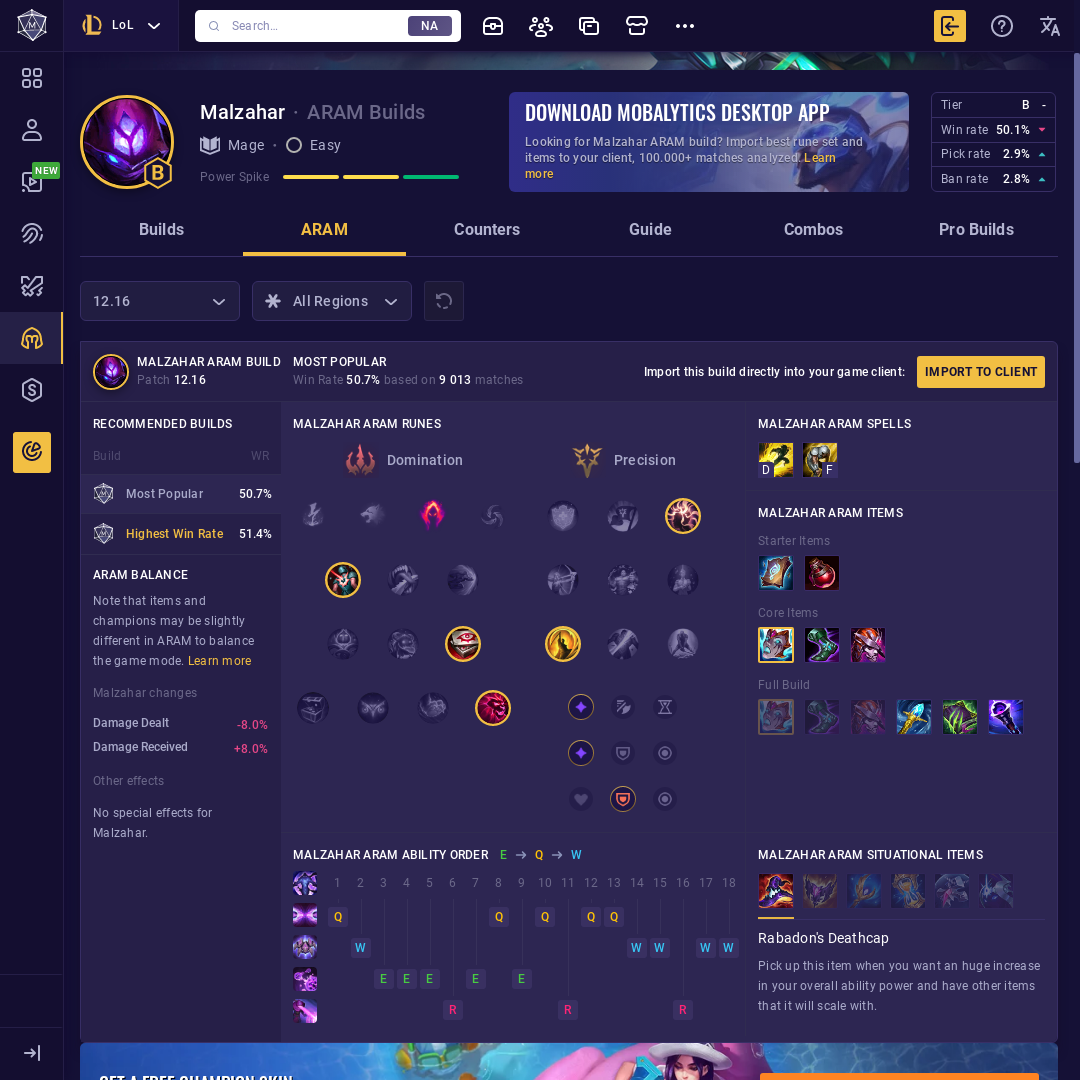 LoL
Search...
NA
NEW
Malzahar · ARAM Builds
Mage • Easy
Power Spike
B
DOWNLOAD MOBALYTICS DESKTOP APP
Looking for Malzahar ARAM build? Import best rune set and
items to your client, 100.000+ matches analyzed. Learn
more
Tier B -
Win rate 50.1%
Pick rate 2.9%
Ban rate 2.8%
Builds ARAM Counters Guide Combos Pro Builds
12.16
All Regions
MALZAHAR ARAM BUILD
Patch 12.16
MOST POPULAR
Win Rate 50.7% based on 9 013 matches
Import this build directly into your game client:
IMPORT TO CLIENT
RECOMMENDED BUILDS
Build WR
Most Popular 50.7%
Highest Win Rate 51.4%
ARAM BALANCE
Note that items and
champions may be slightly
different in ARAM to balance
the game mode. Learn more
Malzahar changes
Damage Dealt -8.0%
Damage Received +8.0%
Other effects
No special effects for
Malzahar.
MALZAHAR ARAM RUNES
Domination
Precision
MALZAHAR ARAM SPELLS
D F
MALZAHAR ARAM ITEMS
Starter Items
Core Items
Full Build
MALZAHAR ARAM ABILITY ORDER E → Q → W
1 2 3 4 5 6 7 8 9 10 11 12 13 14 15 16 17 18
Q Q Q Q Q
W W W W W
E E E E E
R R R
MALZAHAR ARAM SITUATIONAL ITEMS
Rabadon's Deathcap
Pick up this item when you want an huge increase
in your overall ability power and have other items
that it will scale with.
GET A FREE CHAMPION SKIN